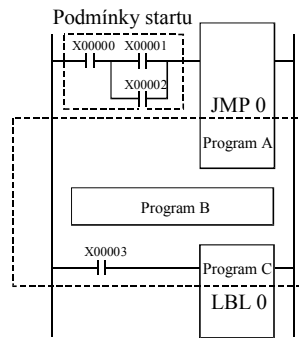 Podmínky startu
X00000 X00001
X00002
JMP 0
Program A
Program B
X00003
Program C
LBL 0